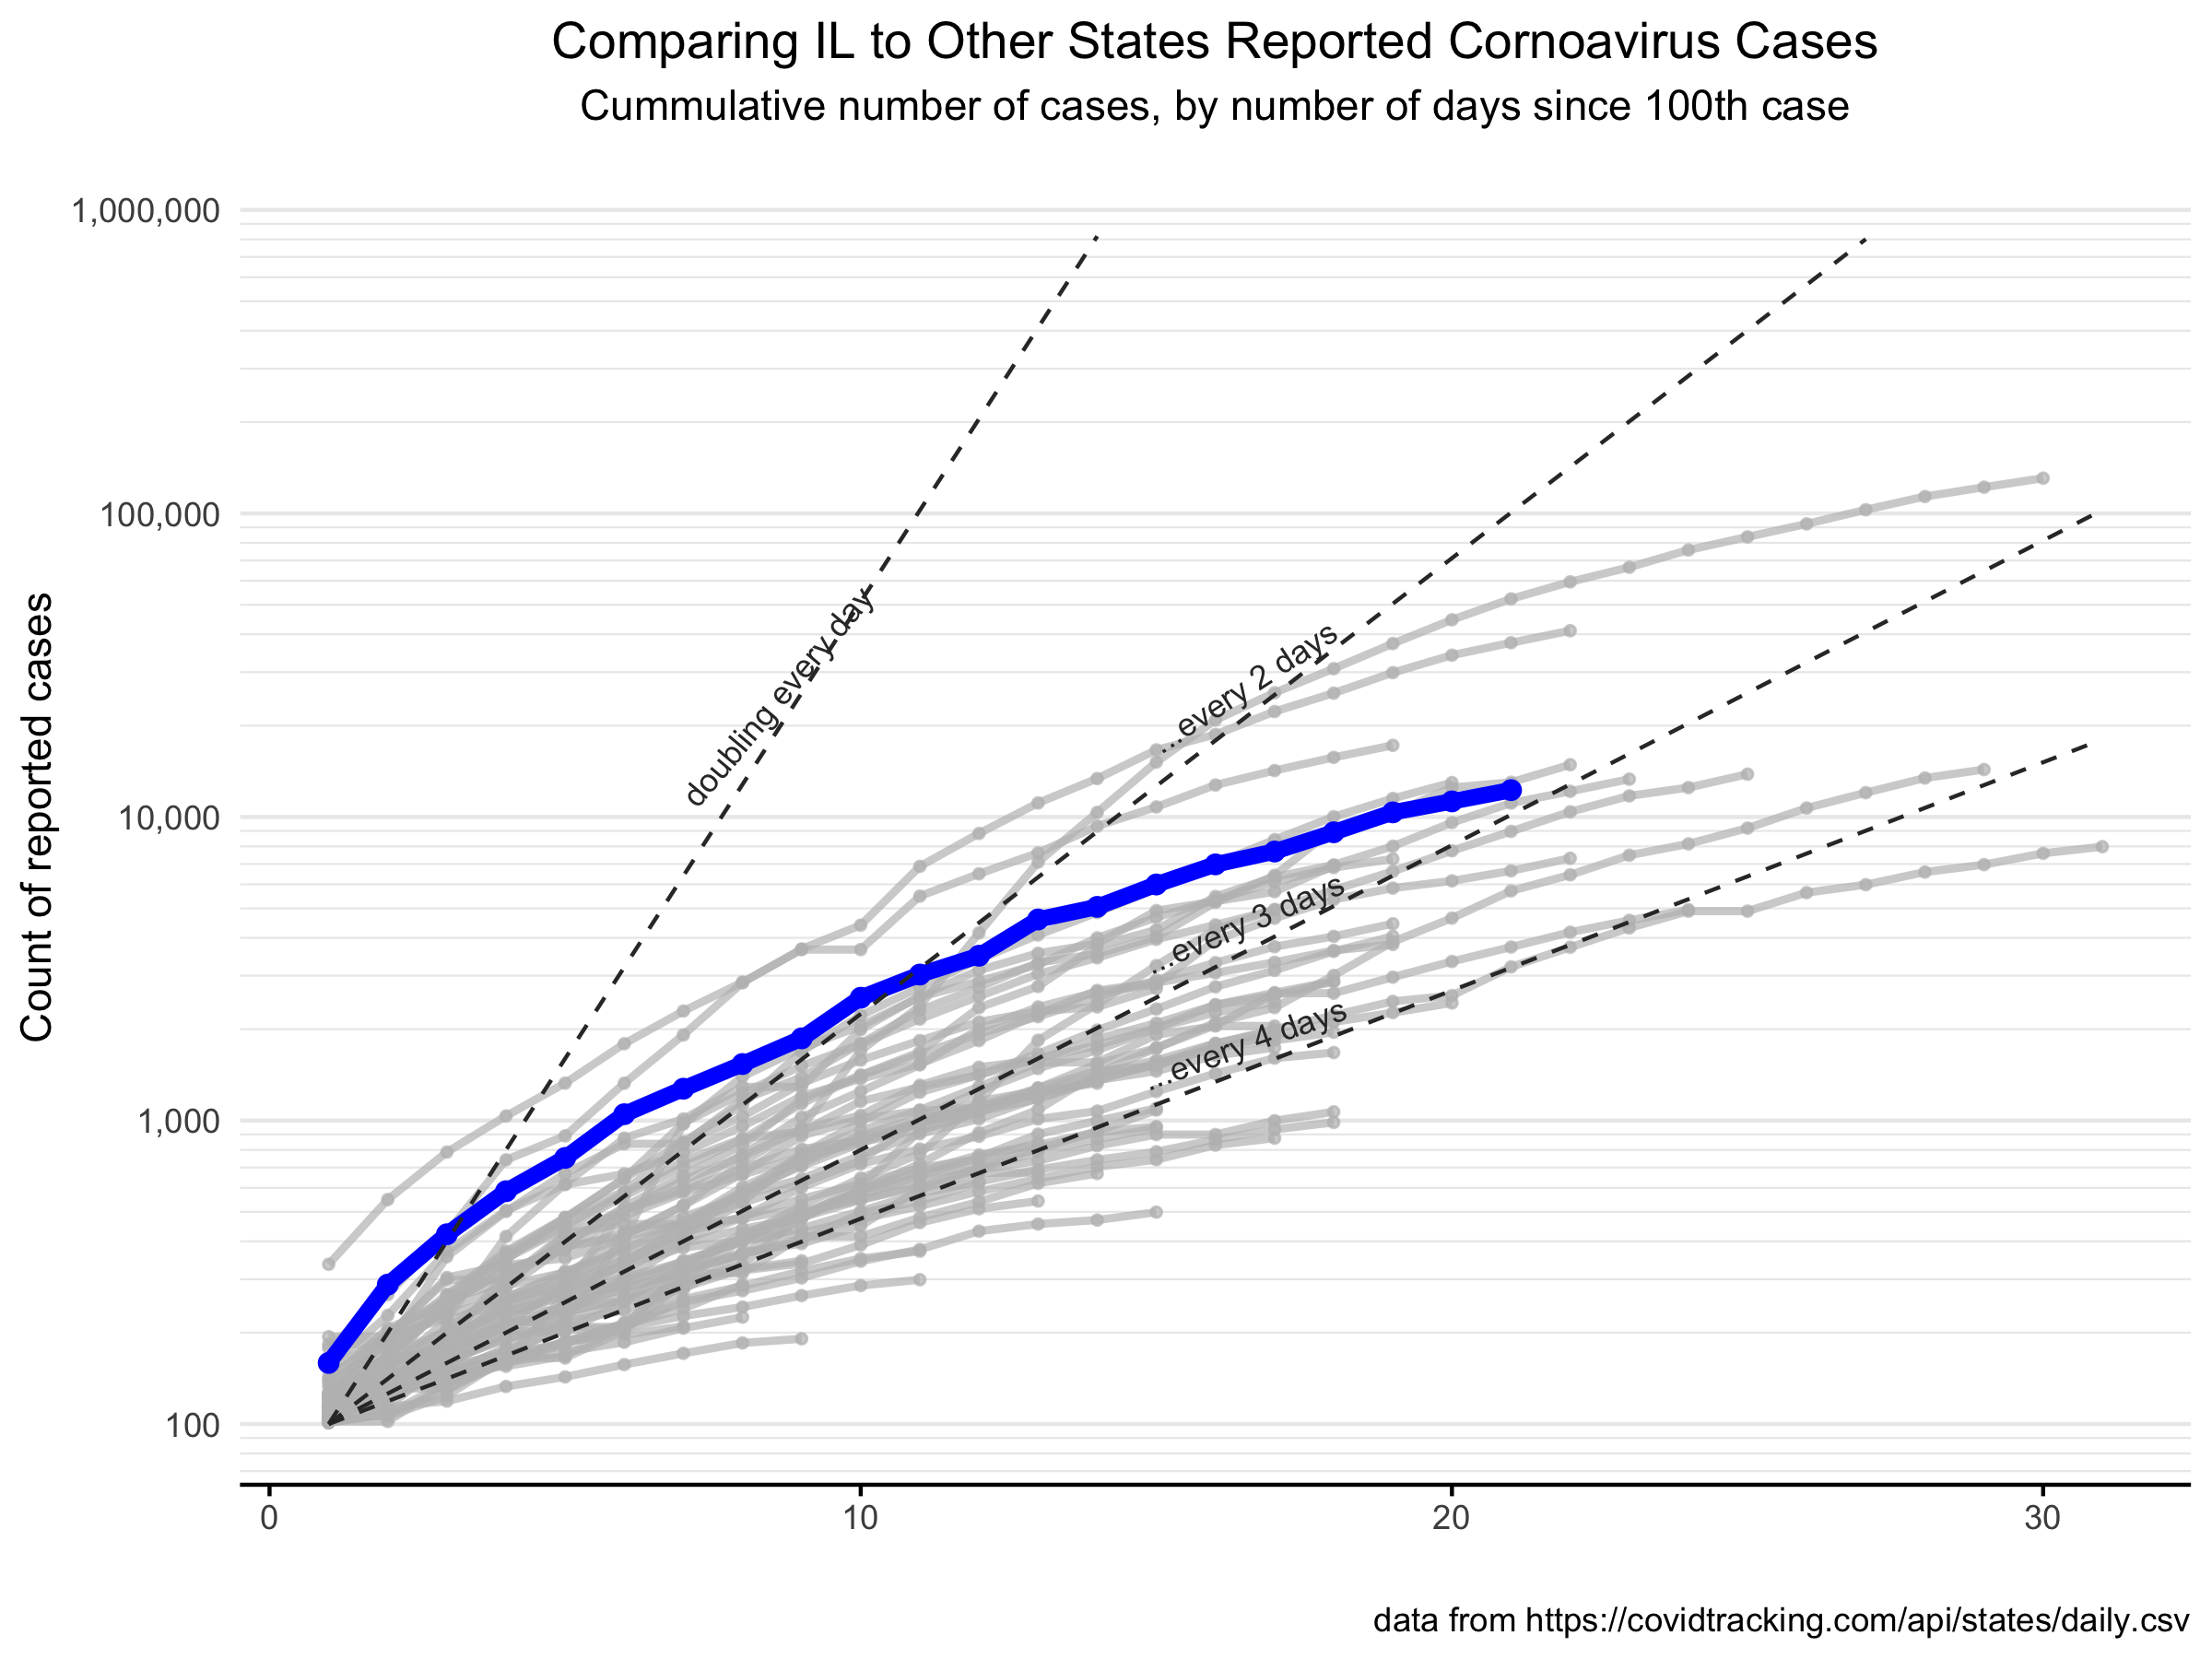 Comparing IL to Other States Reported Cornoavirus Cases
Cummulative number of cases, by number of days since 100th case
1,000,000
100,000
10,000
1,000
100
Count of reported cases
doubling every day
...every 2 days
...every 3 days
...every 4 days
0
10
20
30
data from https://covidtracking.com/api/states/daily.csv